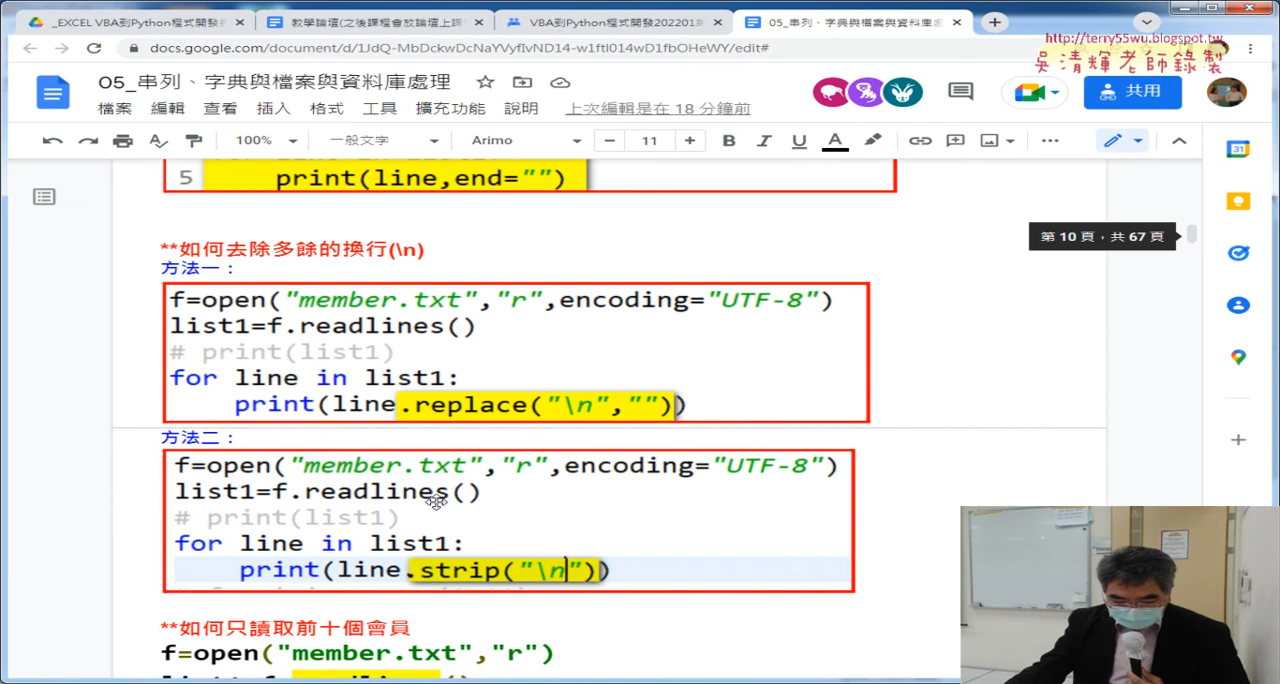 _EXCEL VBA到Python程式開發
教學論壇(之後課程會放論壇上課
VBA到Python程式開發202201
05_串列、字典與檔案與資料庫
docs.google.com/document/d/1JdQ-MbDckwDcNaYVyfIvND14-w1ftI014wD1fbOHeWY/edit#
http://terry55wu.blogspot.tw
吳清輝老師錄製
05_串列、字典與檔案與資料庫處理
共用
檔案 編輯 查看 插入 格式 工具 擴充功能 說明 上次編輯是在 18 分鐘前
100% 一般文字 Arimo 11 B I U A
31
5 print(line,end="")
第 10 頁，共 67 頁
**如何去除多餘的換行(\n)
方法一：
f=open("member.txt","r",encoding="UTF-8")
list1=f.readlines()
# print(list1)
for line in list1:
print(line.replace("\n",""))
方法二：
f=open("member.txt","r",encoding="UTF-8")
list1=f.readlines()
# print(list1)
for line in list1:
print(line.strip("\n"))
**如何只讀取前十個會員
f=open("member.txt","r")